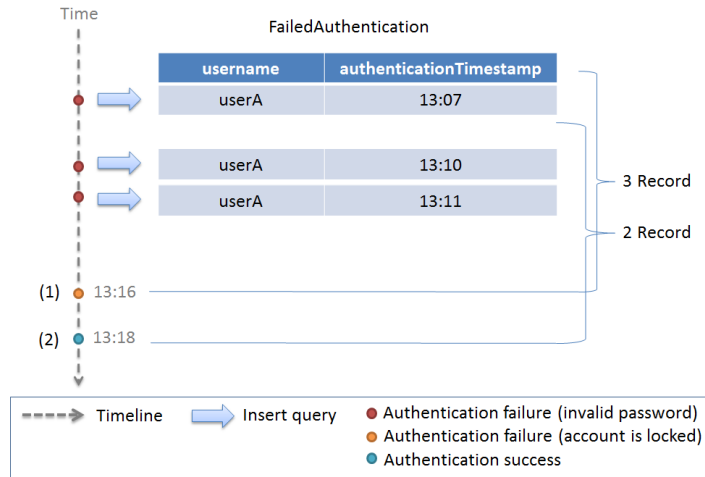 Time
FailedAuthentication
username authenticationTimestamp
userA 13:07
userA 13:10
userA 13:11
3 Record
2 Record
(1) 13:16
(2) 13:18
Timeline Insert query Authentication failure (invalid password)
Authentication failure (account is locked)
Authentication success